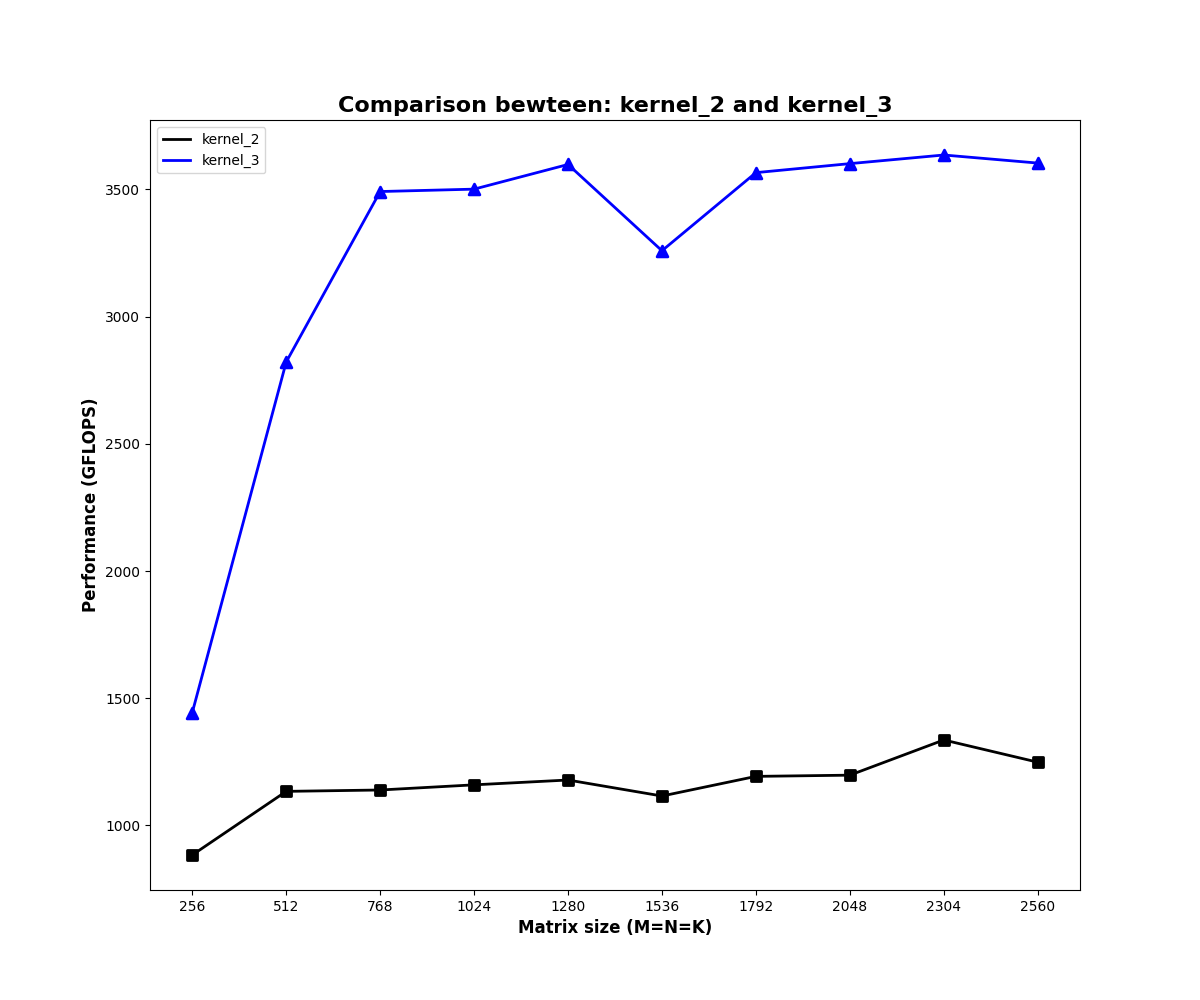 Comparison bewteen: kernel_2 and kernel_3
kernel_2
kernel_3
Performance (GFLOPS)
3500
3000
2500
2000
1500
1000
256 512 768 1024 1280 1536 1792 2048 2304 2560
Matrix size (M=N=K)